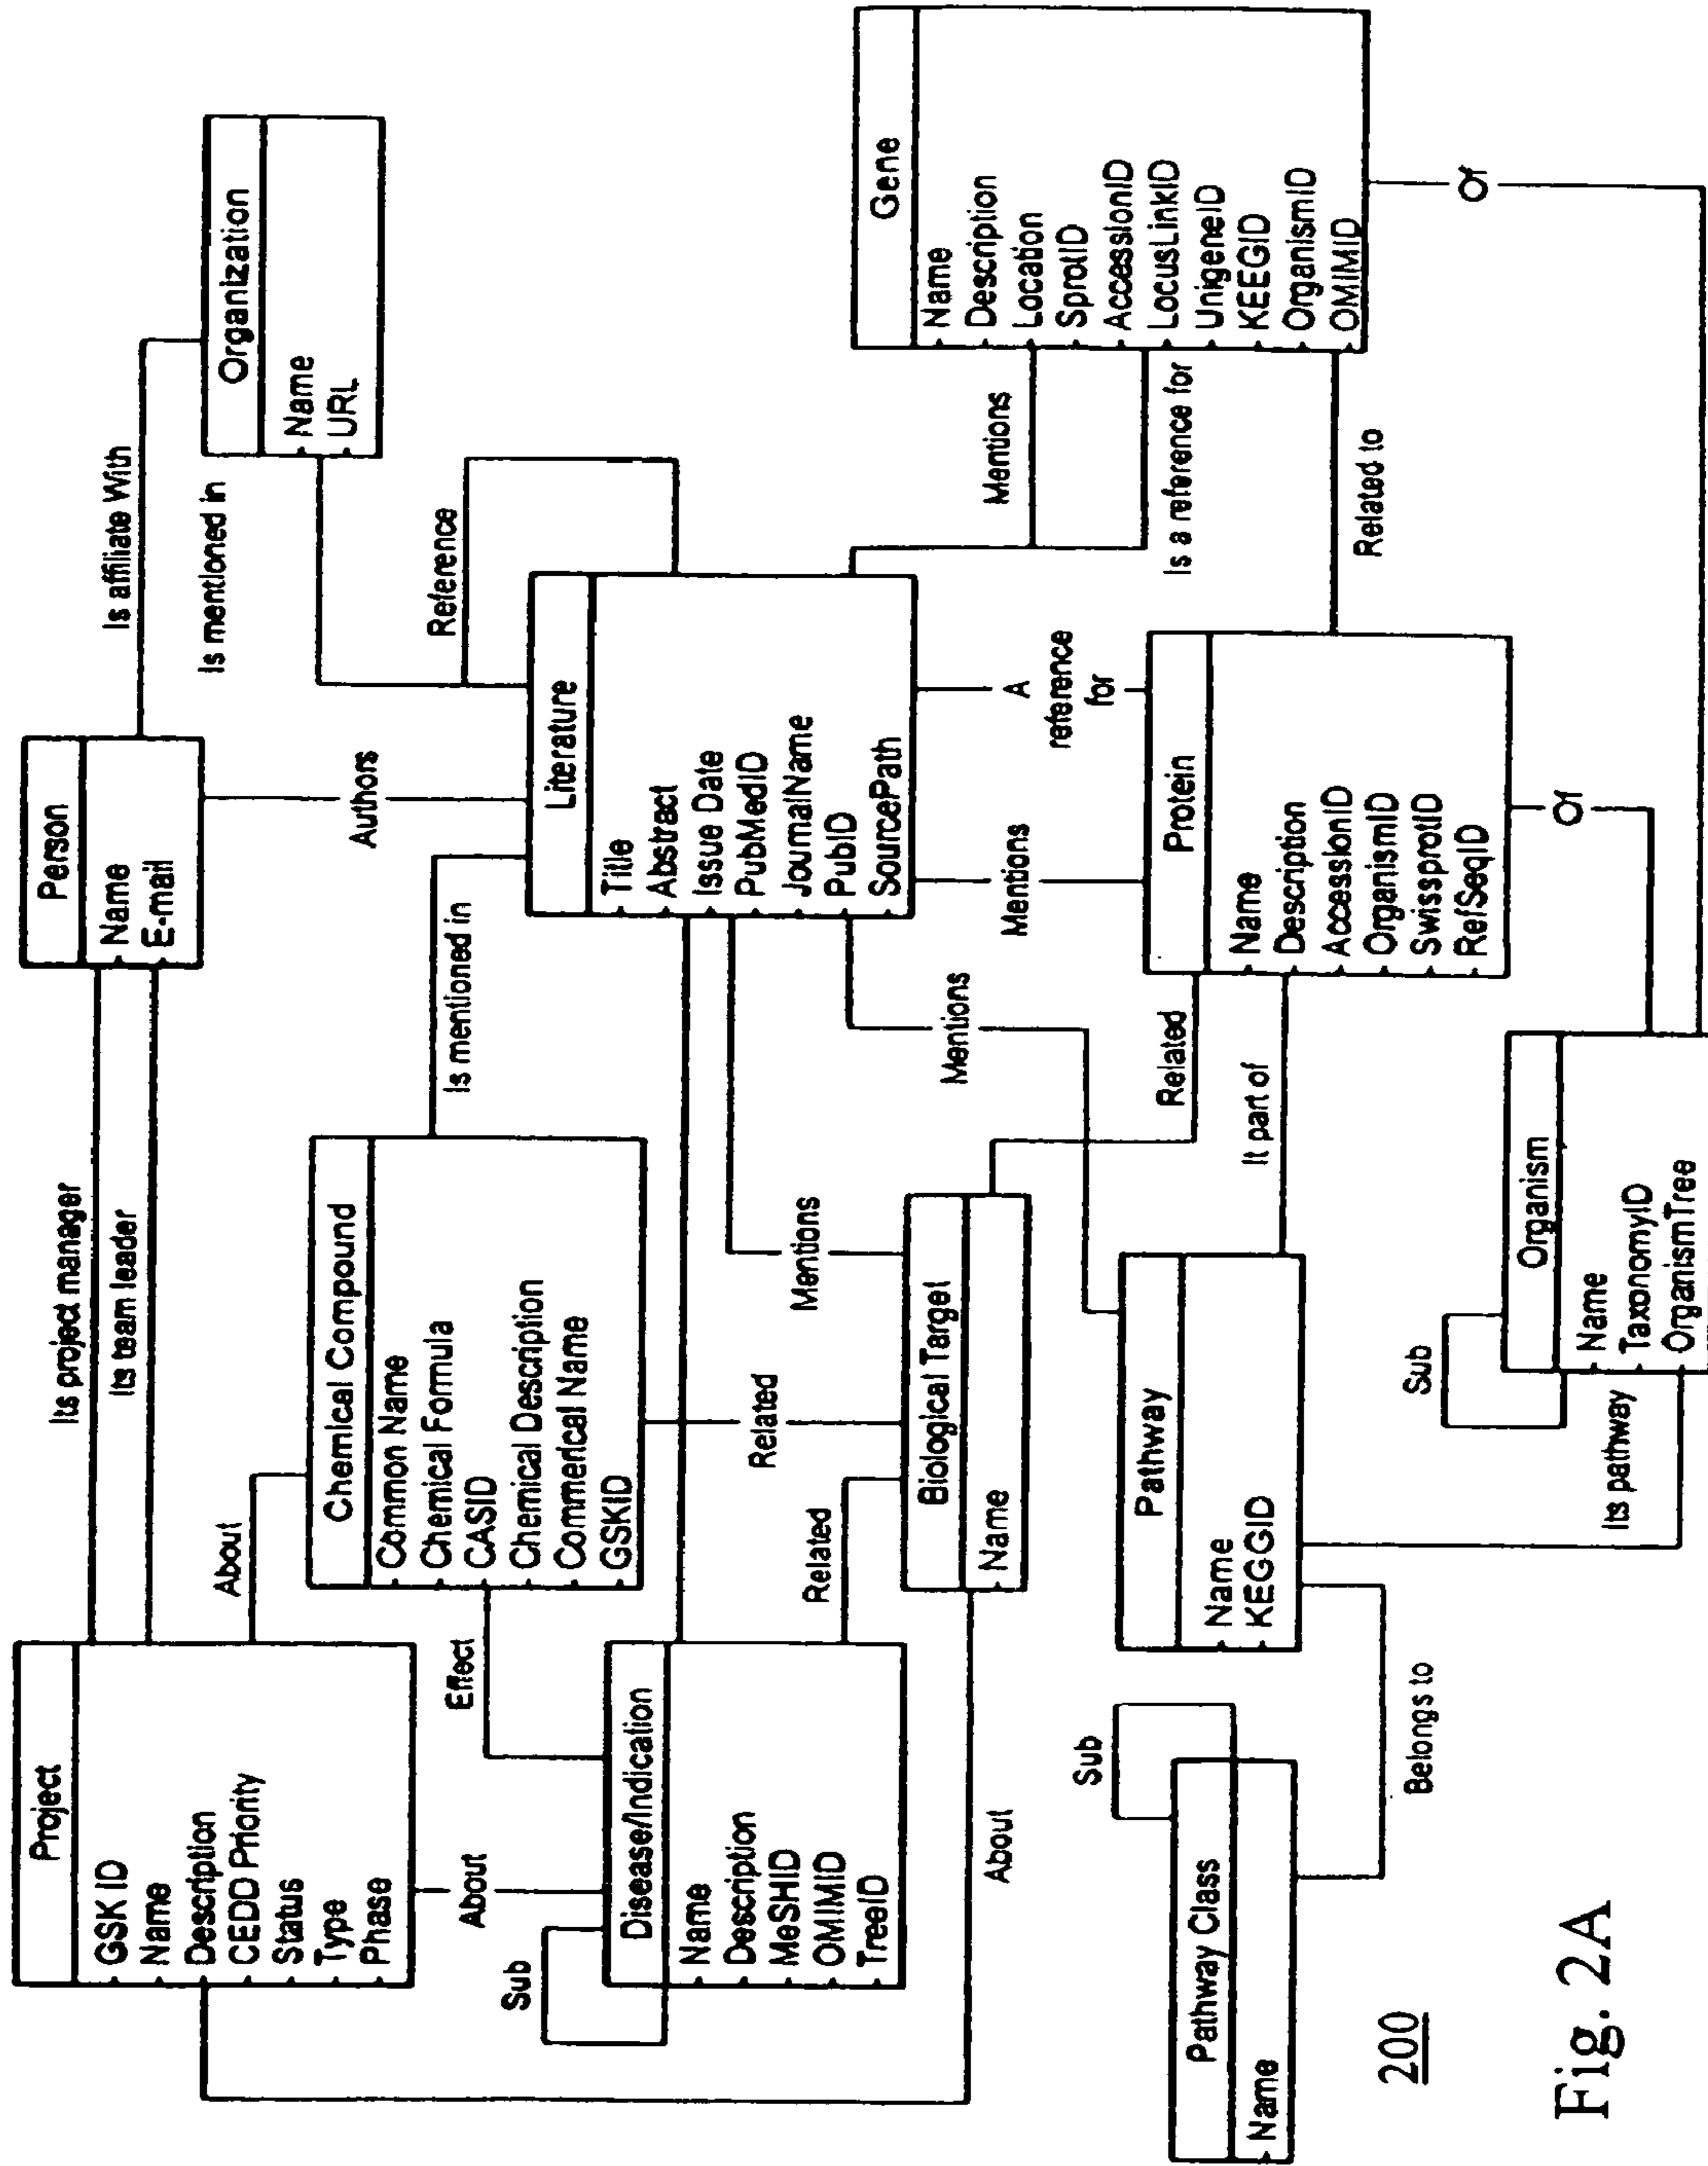 Project
GSK ID
Name
Description
CEDD Priority
Status
Type
Phase
Its project manager
Its team leader
Person
Name
E-mail
Is affiliate With
Is mentioned in
Organization
Name
URL
About
Chemical Compound
Common Name
Chemical Formula
CASID
Chemical Description
Commerical Name
GSKID
Is mentioned in
Authors
Reference
Effect
About
Sub
Disease/Indication
Name
Description
MeSHID
OMIMID
TreeID
Related
Related
Mentions
Literature
Title
Abstract
Issue Date
PubMedID
JournalName
PubID
SourcePath
Mentions
Is a reference for
Gene
Name
Description
Location
SprotID
AccessionID
LocusLinkID
UnigeneID
KEEGID
OrganismID
OMIMID
About
Biological Target
Name
Mentions
Mentions
A
reference
for
Related
It part of
Protein
Name
Description
AccessionID
OrganismID
SwissprotID
RefSeqID
Related to
Of
Of
Sub
Pathway Class
Name
Belongs to
Pathway
Name
KEGGID
Its pathway
Sub
Organism
Name
TaxonomyID
OrganismTree
200
Fig. 2A